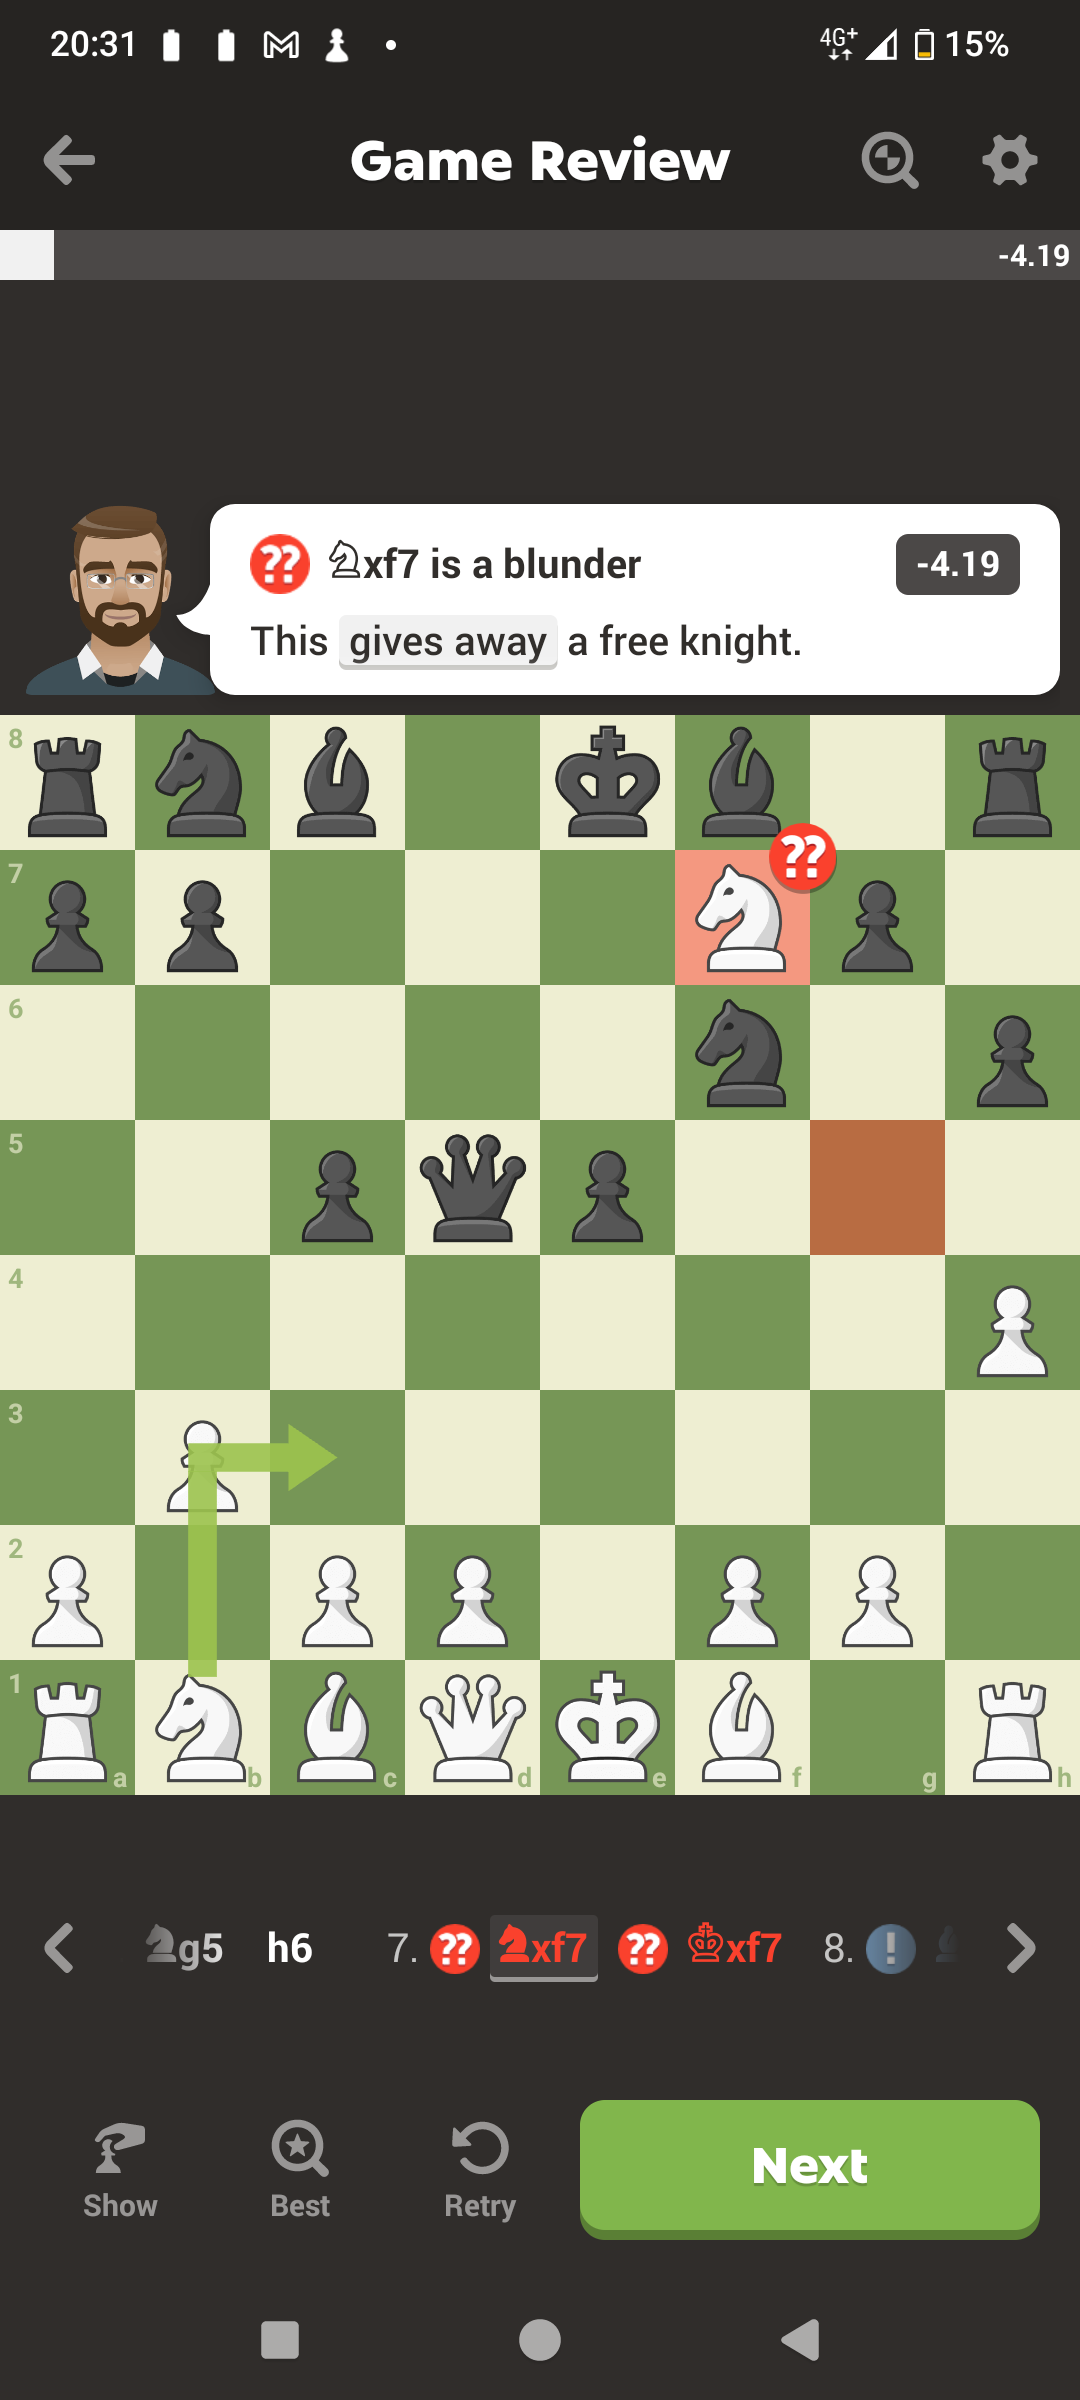 20:31 4G+ 15%
Game Review
-4.19
?? xf7 is a blunder -4.19
This gives away a free knight.
8
7
??
6
5
4
3
2
1
a b c d e f g h
g5 h6 7. ?? xf7 ?? xf7 8. !
Show Best Retry Next